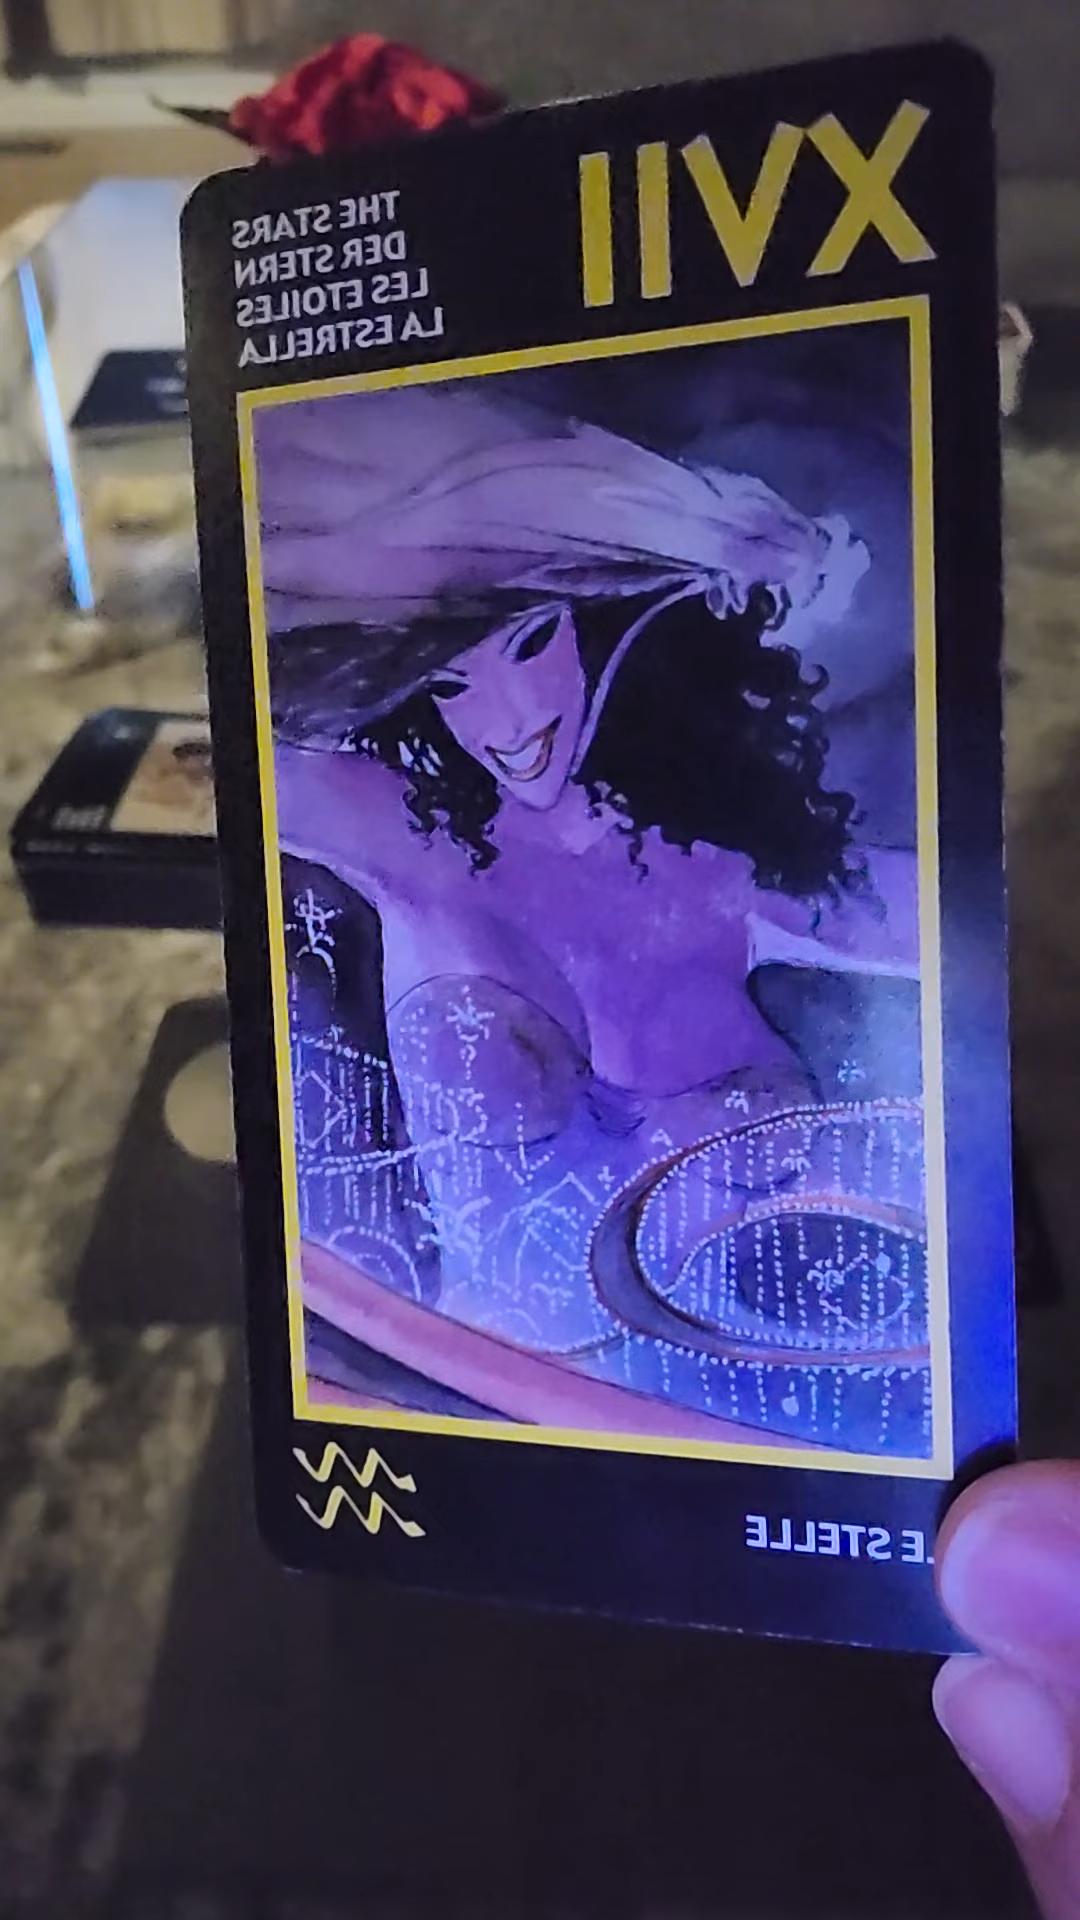 XVII
THE STARS
DER STERN
LES ETOILES
LA ESTRELLA
LE STELLE